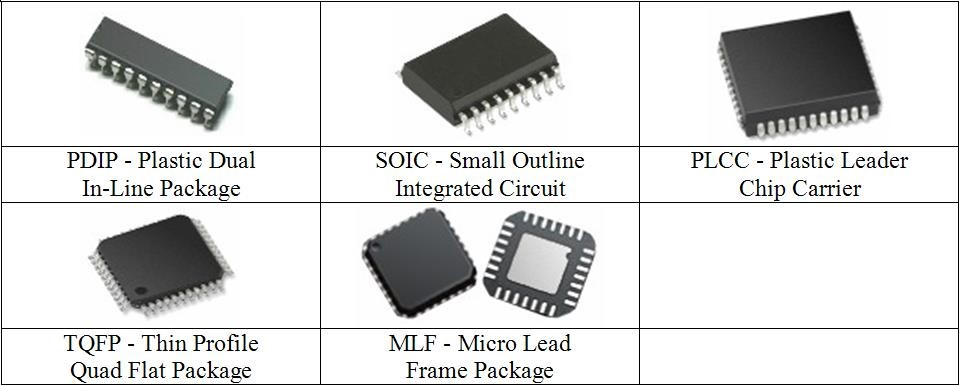 PDIP - Plastic Dual
In-Line Package
SOIC - Small Outline
Integrated Circuit
PLCC - Plastic Leader
Chip Carrier
TQFP - Thin Profile
Quad Flat Package
MLF - Micro Lead
Frame Package